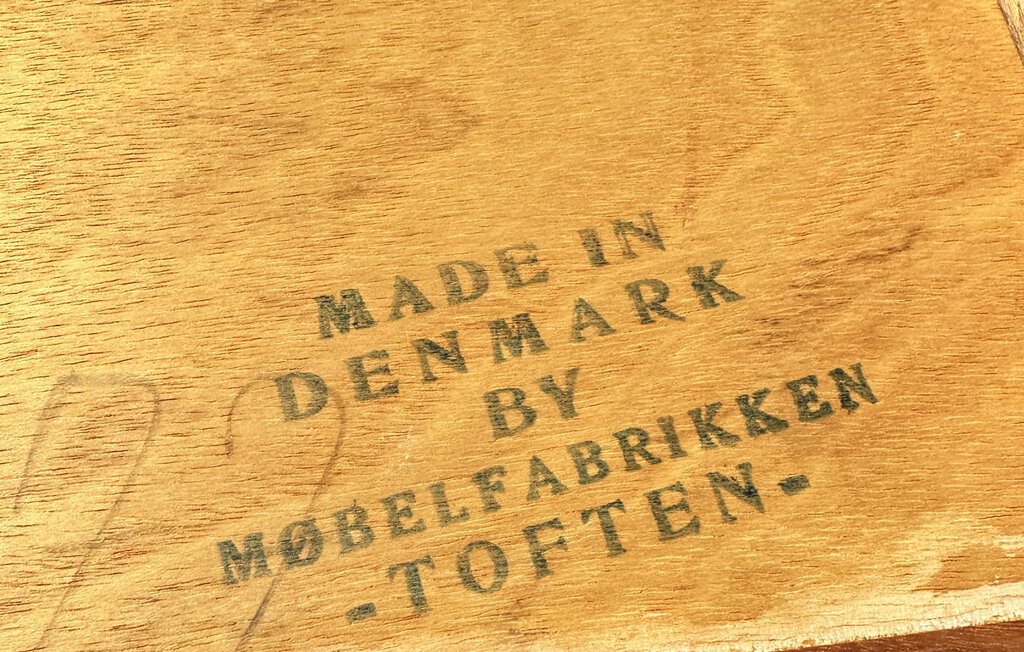 MADE IN
DENMARK
BY
MØBELFABRIKKEN
-TOFTEN-